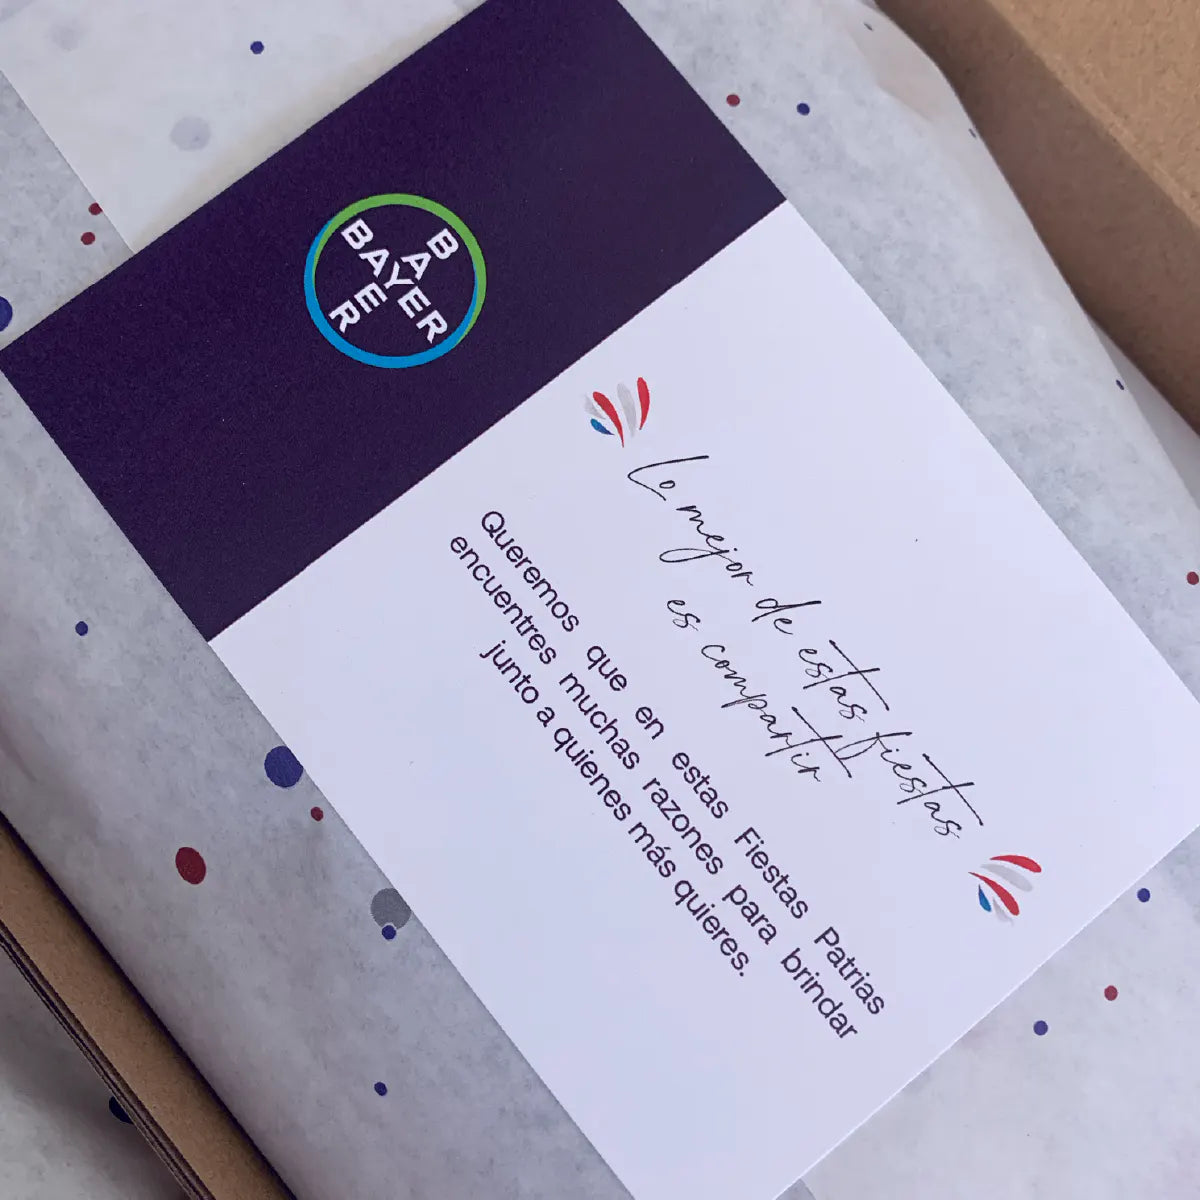 BAYER
BAYER
Lo mejor de estas fiestas
es compartir
Queremos que en estas Fiestas Patrias
encuentres muchas razones para brindar
junto a quienes más quieres.